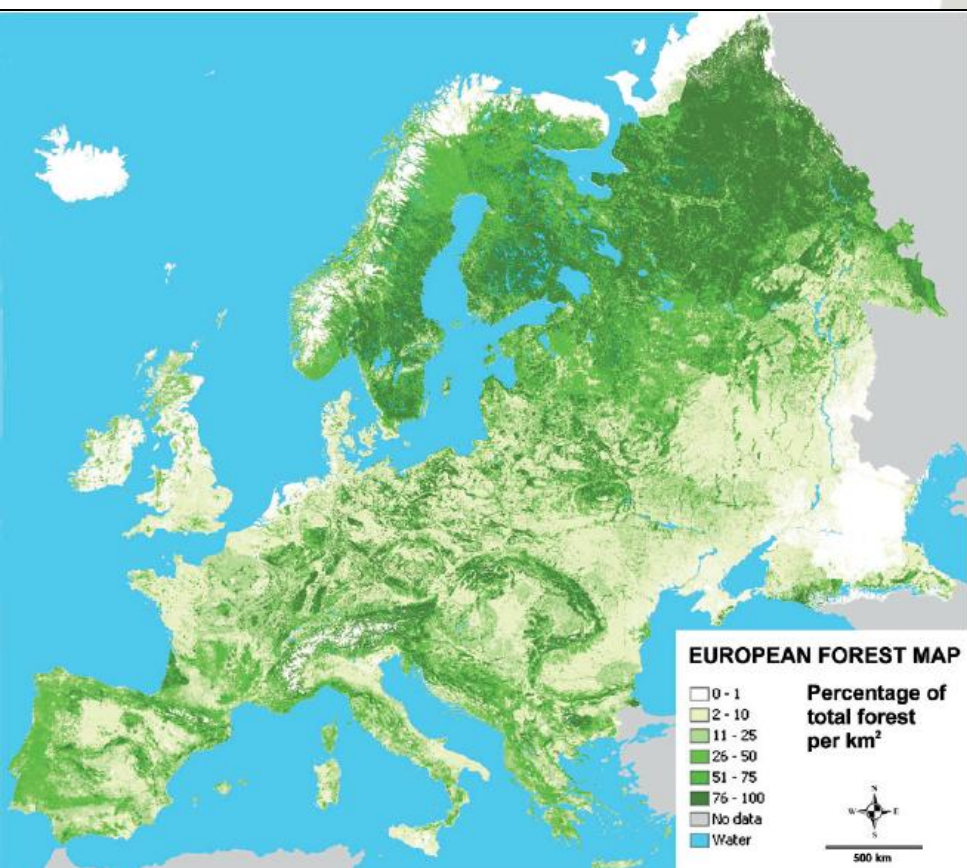 EUROPEAN FOREST MAP
Percentage of
total forest
per km²
0 - 1
2 - 10
11 - 25
26 - 50
51 - 75
76 - 100
No data
Water
N
W E
S
500 km